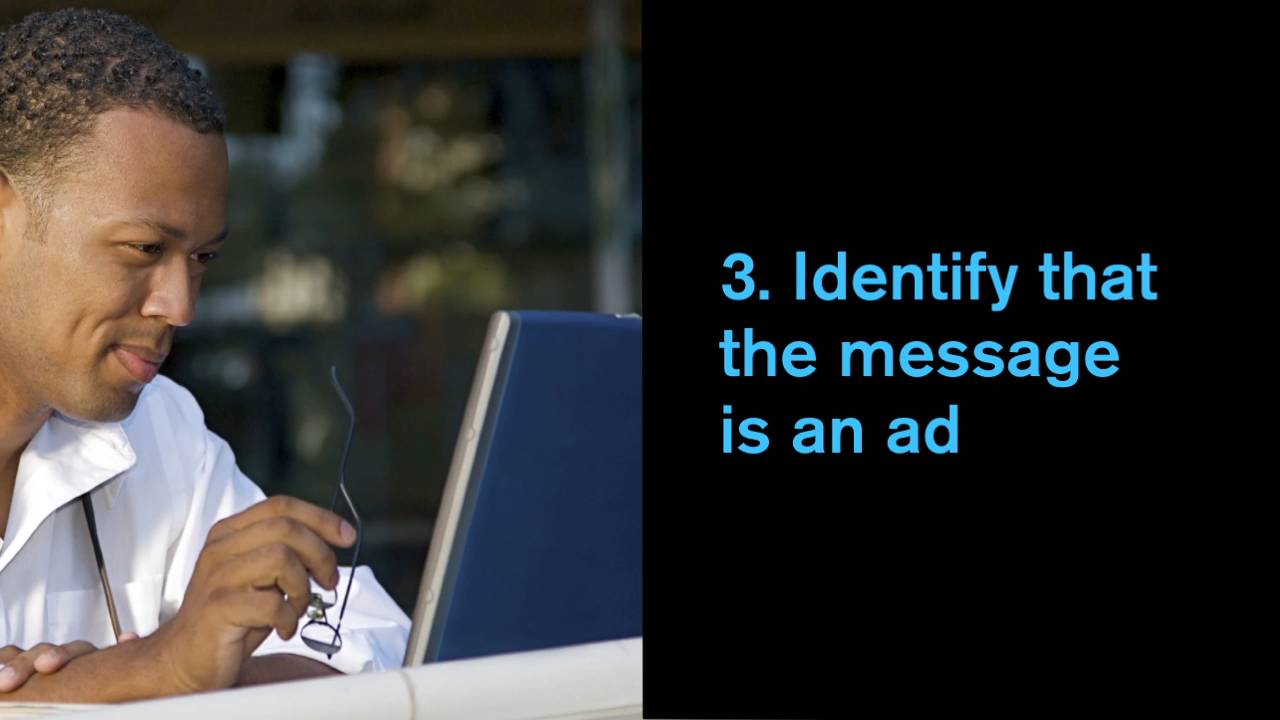 3. Identify that
the message
is an ad